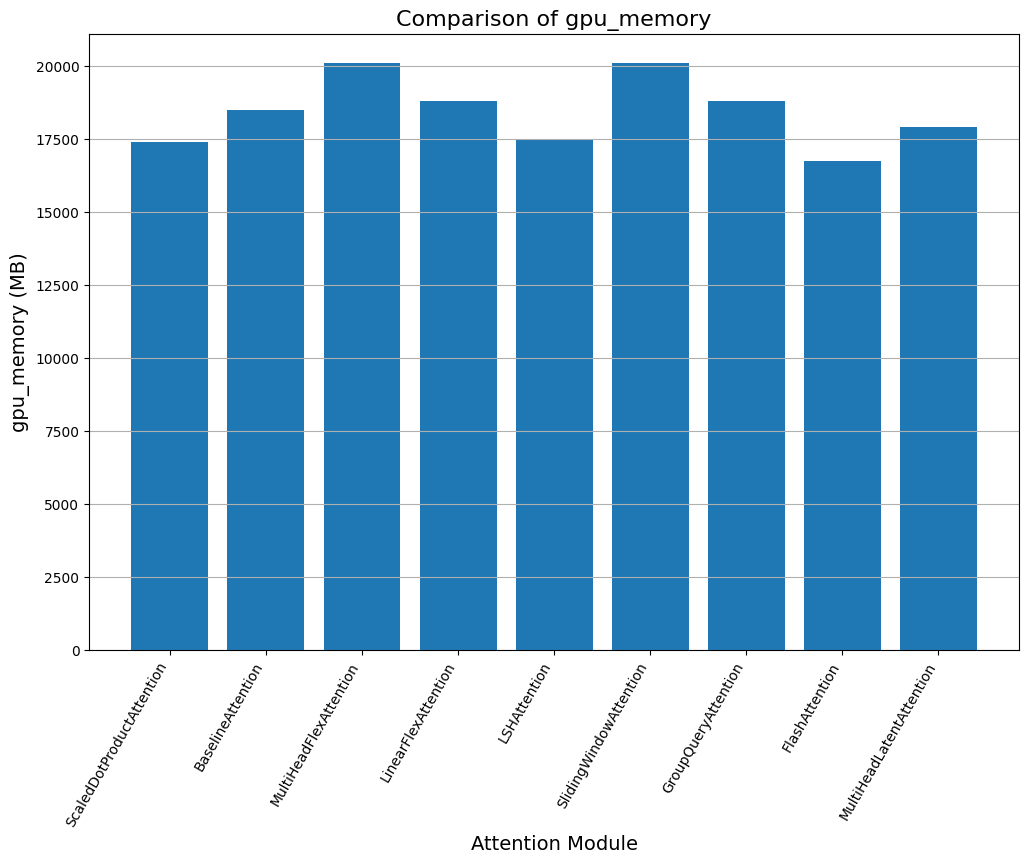 Comparison of gpu_memory
gpu_memory (MB)
20000
17500
15000
12500
10000
7500
5000
2500
0
ScaledDotProductAttention
BaselineAttention
MultiHeadFlexAttention
LinearFlexAttention
LSHAttention
SlidingWindowAttention
GroupQueryAttention
FlashAttention
MultiHeadLatentAttention
Attention Module